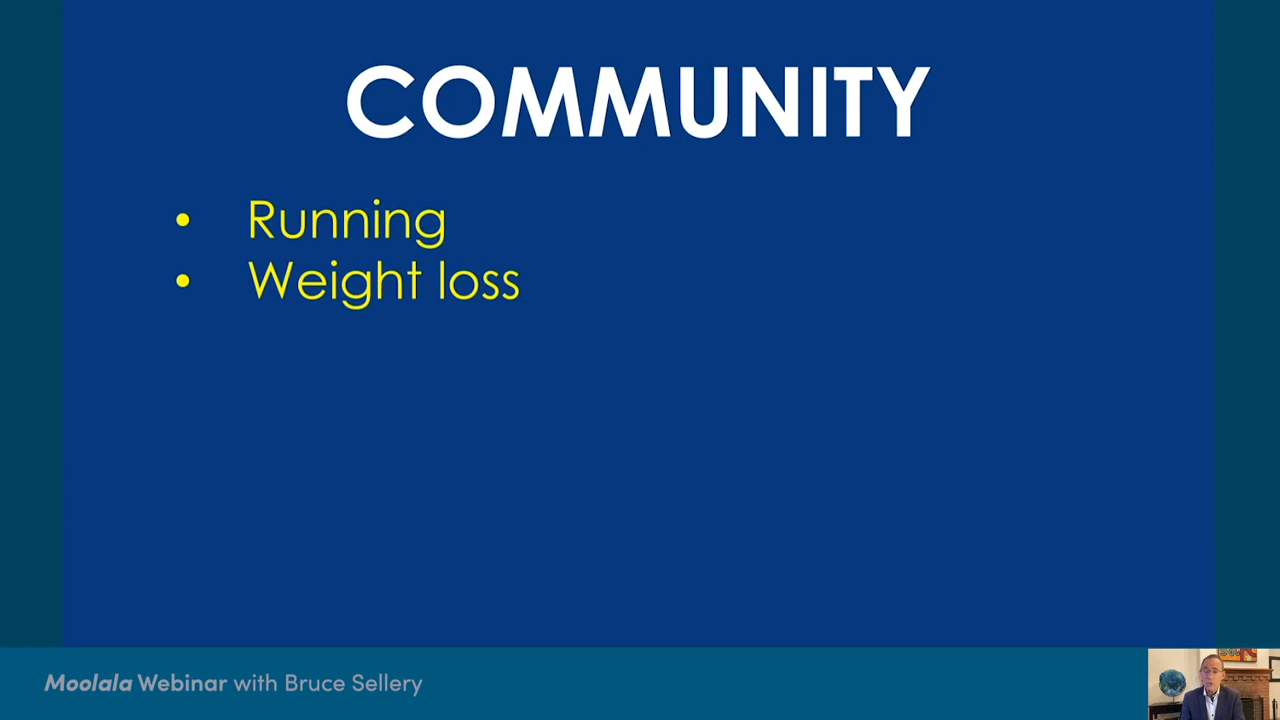 COMMUNITY
• Running
• Weight loss
Moolala Webinar with Bruce Sellery